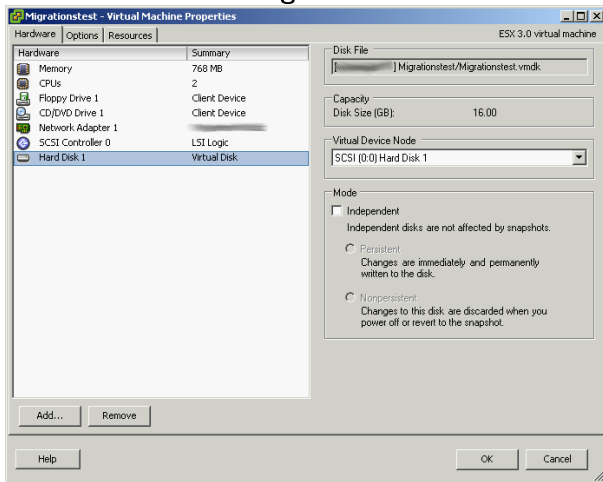 Migrationstest - Virtual Machine Properties
Hardware Options Resources
ESX 3.0 virtual machine
Hardware Summary
Memory 768 MB
CPUs 2
Floppy Drive 1 Client Device
CD/DVD Drive 1 Client Device
Network Adapter 1
SCSI Controller 0 LSI Logic
Hard Disk 1 Virtual Disk
Add... Remove
Disk File
[ ] Migrationstest/Migrationstest.vmdk
Capacity
Disk Size (GB): 16.00
Virtual Device Node
SCSI (0:0) Hard Disk 1
Mode
Independent
Independent disks are not affected by snapshots.
Persistent
Changes are immediately and permanently
written to the disk.
Nonpersistent
Changes to this disk are discarded when you
power off or revert to the snapshot.
Help OK Cancel